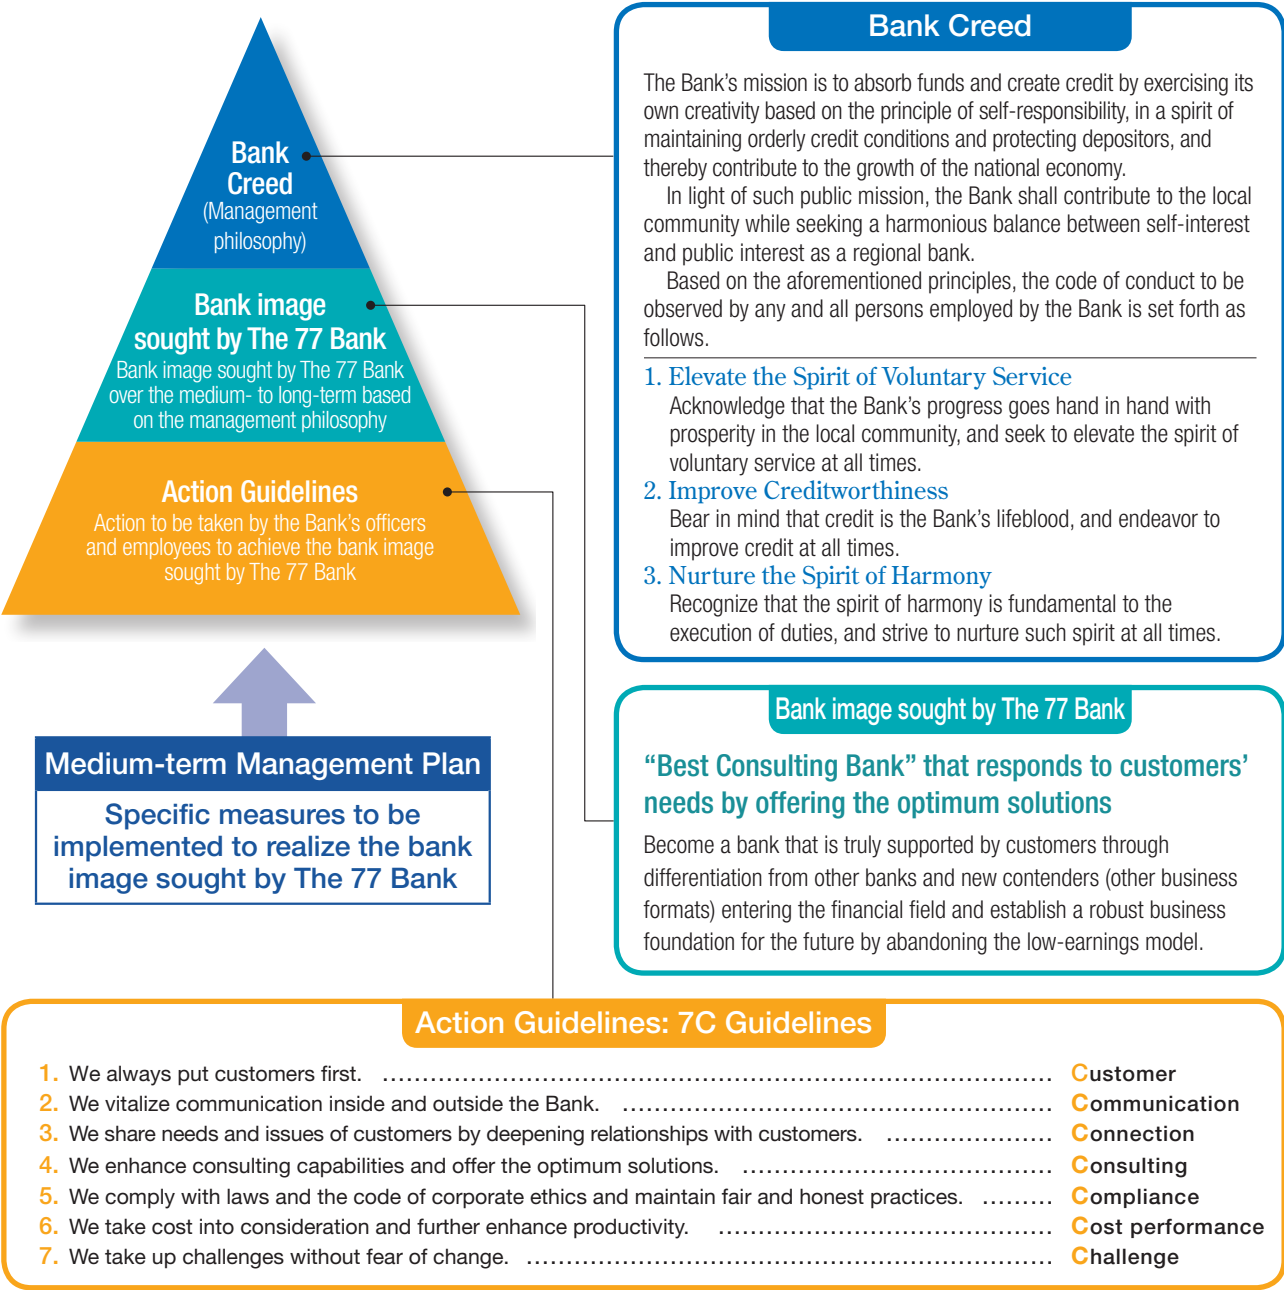 Bank
Creed
(Management
philosophy)
Bank image
sought by The 77 Bank
Bank image sought by The 77 Bank
over the medium- to long-term based
on the management philosophy
Action Guidelines
Action to be taken by the Bank's officers
and employees to achieve the bank image
sought by The 77 Bank
Medium-term Management Plan
Specific measures to be
implemented to realize the bank
image sought by The 77 Bank
Bank Creed
The Bank’s mission is to absorb funds and create credit by exercising its
own creativity based on the principle of self-responsibility, in a spirit of
maintaining orderly credit conditions and protecting depositors, and
thereby contribute to the growth of the national economy.
In light of such public mission, the Bank shall contribute to the local
community while seeking a harmonious balance between self-interest
and public interest as a regional bank.
Based on the aforementioned principles, the code of conduct to be
observed by any and all persons employed by the Bank is set forth as
follows.
1. Elevate the Spirit of Voluntary Service
Acknowledge that the Bank’s progress goes hand in hand with
prosperity in the local community, and seek to elevate the spirit of
voluntary service at all times.
2. Improve Creditworthiness
Bear in mind that credit is the Bank’s lifeblood, and endeavor to
improve credit at all times.
3. Nurture the Spirit of Harmony
Recognize that the spirit of harmony is fundamental to the
execution of duties, and strive to nurture such spirit at all times.
Bank image sought by The 77 Bank
“Best Consulting Bank” that responds to customers’
needs by offering the optimum solutions
Become a bank that is truly supported by customers through
differentiation from other banks and new contenders (other business
formats) entering the financial field and establish a robust business
foundation for the future by abandoning the low-earnings model.
Action Guidelines: 7C Guidelines
1. We always put customers first. ........................................ Customer
2. We vitalize communication inside and outside the Bank. ........................................ Communication
3. We share needs and issues of customers by deepening relationships with customers. .................... Connection
4. We enhance consulting capabilities and offer the optimum solutions. ........................................ Consulting
5. We comply with laws and the code of corporate ethics and maintain fair and honest practices. ......... Compliance
6. We take cost into consideration and further enhance productivity. ........................................ Cost performance
7. We take up challenges without fear of change. ........................................ Challenge